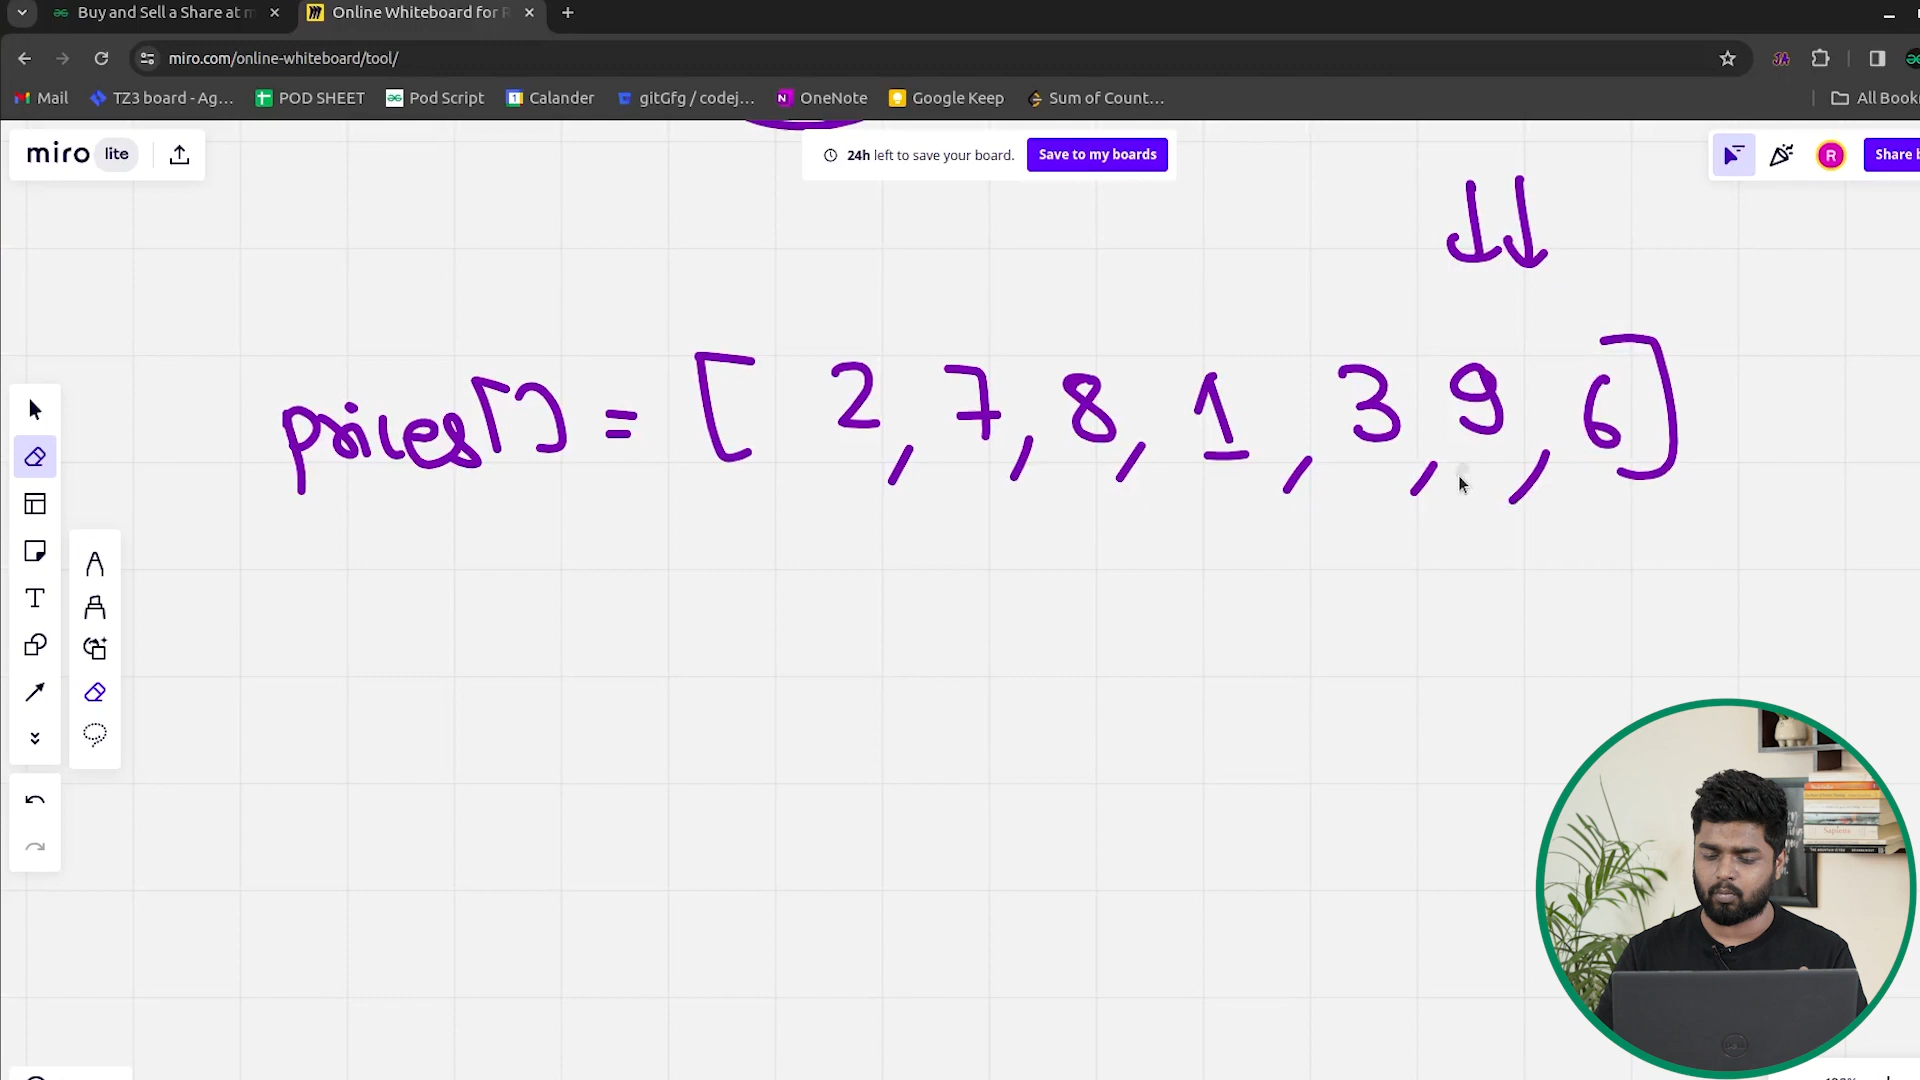 Buy and Sell a Share at m
Online Whiteboard for R
miro.com/online-whiteboard/tool/
Mail
TZ3 board - Ag...
POD SHEET
Pod Script
Calander
gitGfg / codej...
OneNote
Google Keep
Sum of Count...
All Book
miro lite
24h left to save your board.
Save to my boards
R
Share b
prices[] = [ 2, 7, 8, 1, 3, 9, 6]
Sapiens